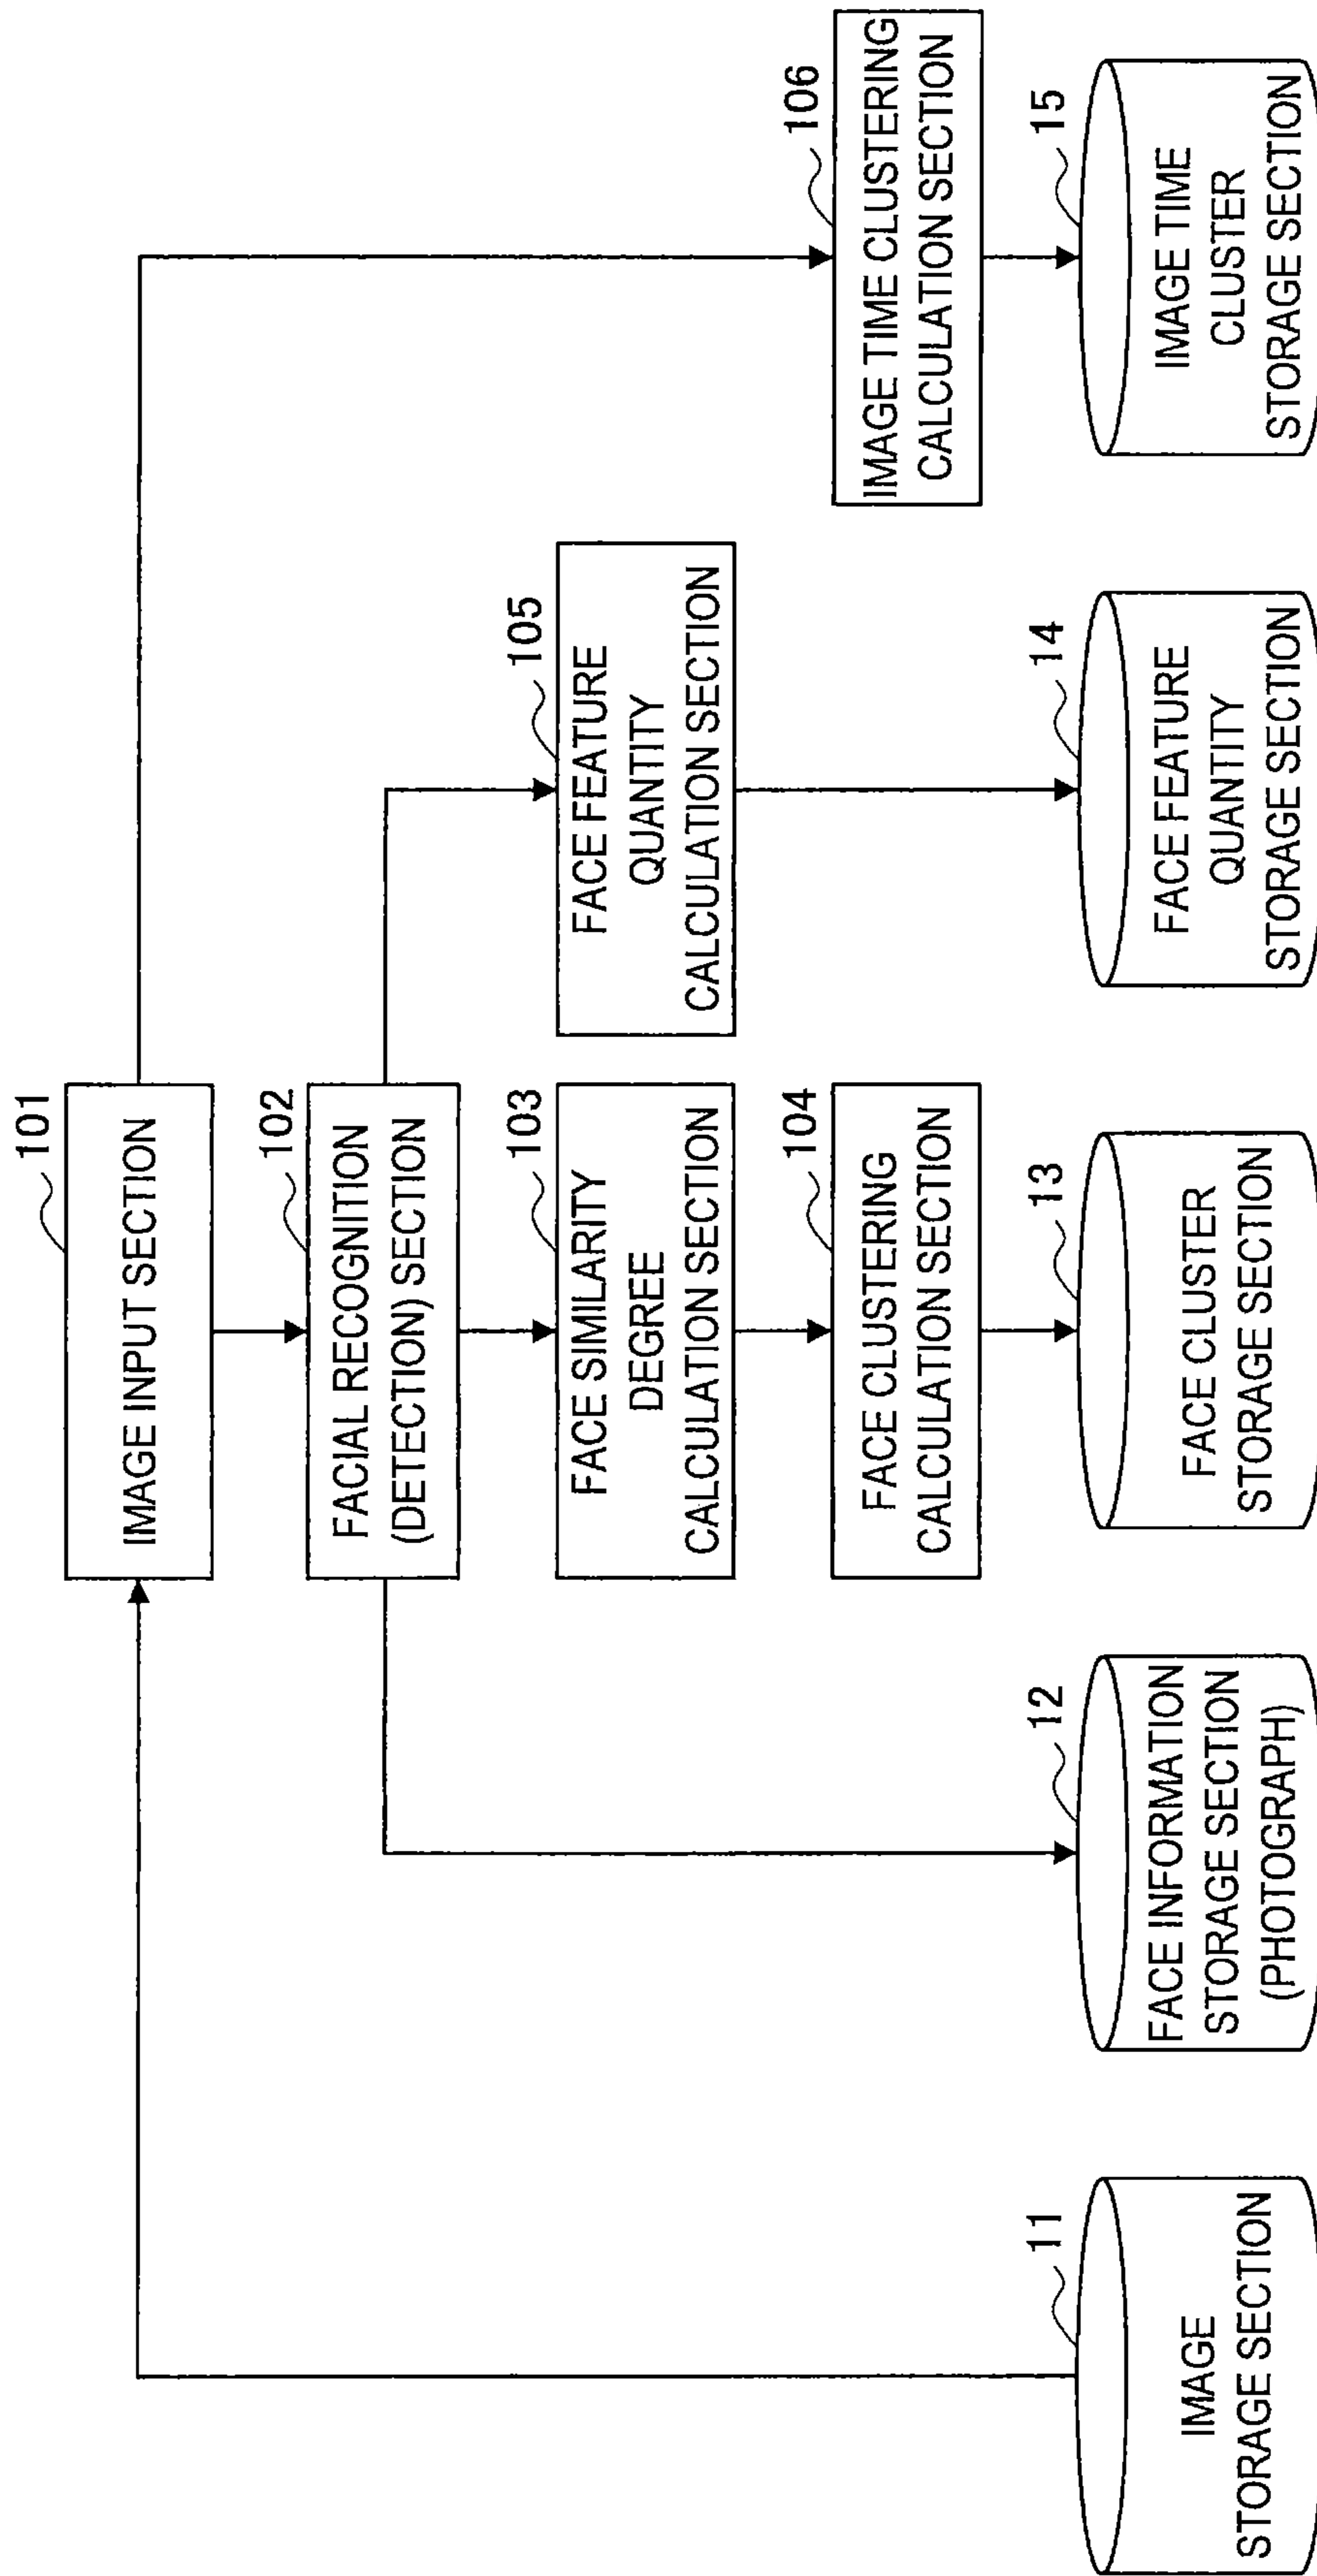 101
IMAGE INPUT SECTION
102
FACIAL RECOGNITION
(DETECTION) SECTION
103
FACE SIMILARITY
DEGREE
CALCULATION SECTION
105
FACE FEATURE
QUANTITY
CALCULATION SECTION
104
FACE CLUSTERING
CALCULATION SECTION
106
IMAGE TIME CLUSTERING
CALCULATION SECTION
11
IMAGE
STORAGE SECTION
12
FACE INFORMATION
STORAGE SECTION
(PHOTOGRAPH)
13
FACE CLUSTER
STORAGE SECTION
14
FACE FEATURE
QUANTITY
STORAGE SECTION
15
IMAGE TIME
CLUSTER
STORAGE SECTION